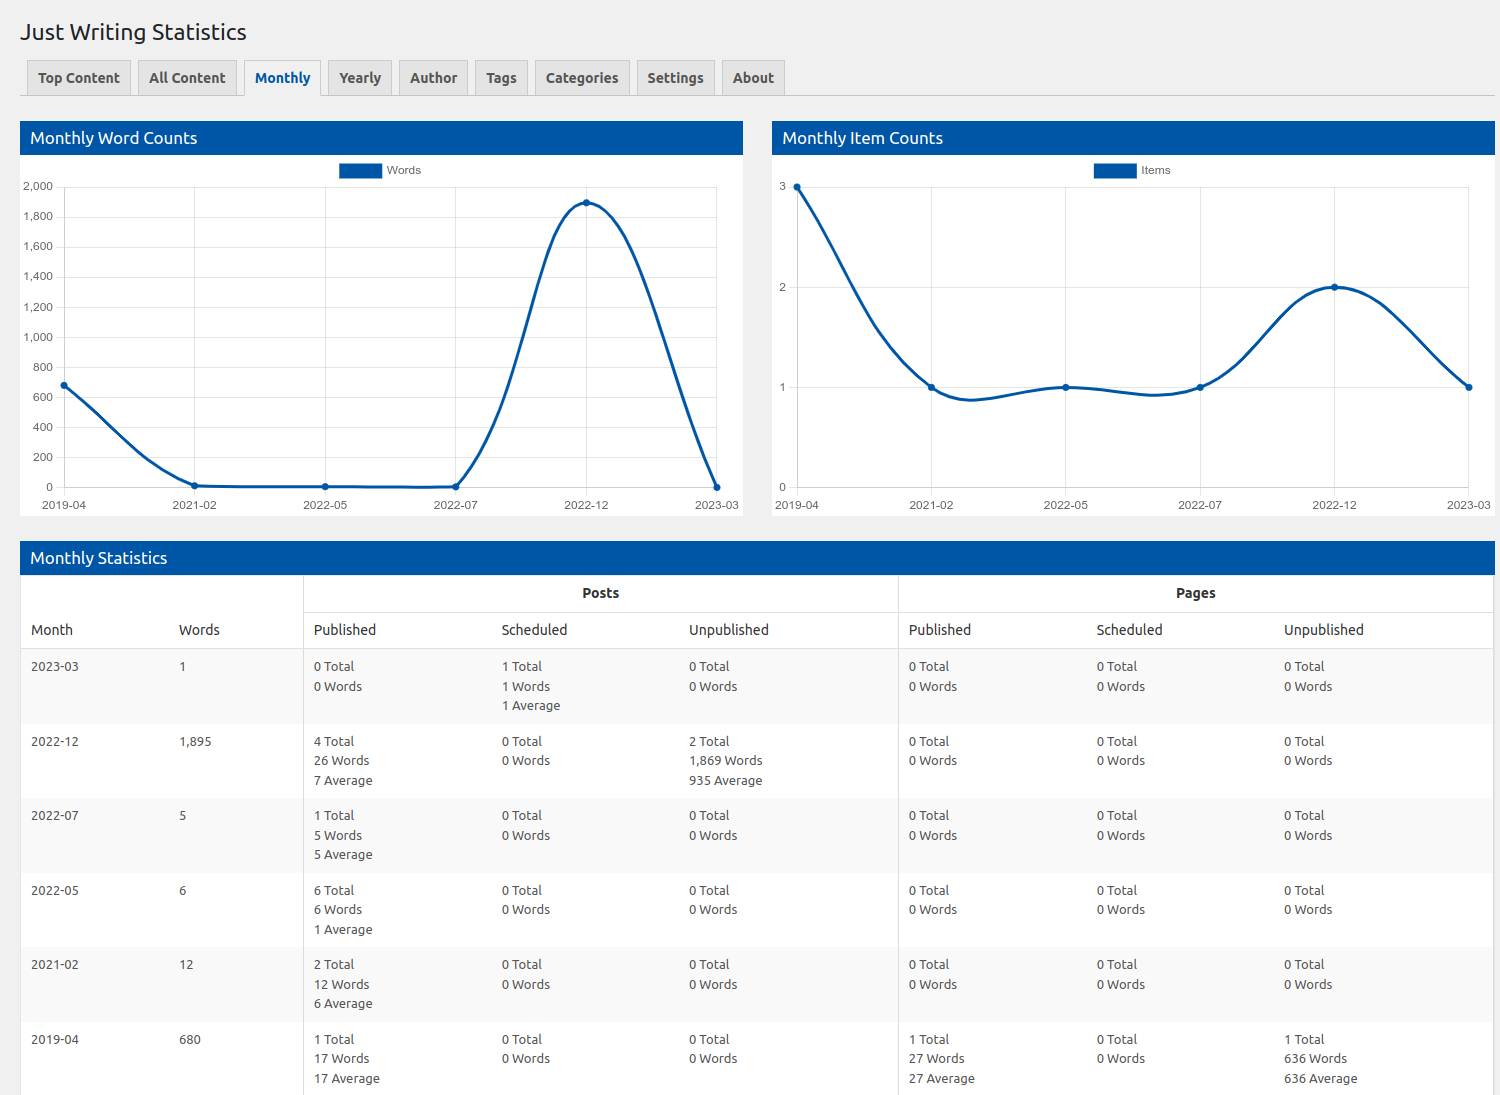 Just Writing Statistics
Top Content All Content Monthly Yearly Author Tags Categories Settings About
Monthly Word Counts
Words
2,000
1,800
1,600
1,400
1,200
1,000
800
600
400
200
0
2019-04 2021-02 2022-05 2022-07 2022-12 2023-03
Monthly Item Counts
Items
3
2
1
0
2019-04 2021-02 2022-05 2022-07 2022-12 2023-03
Monthly Statistics
Posts Pages
Month Words Published Scheduled Unpublished Published Scheduled Unpublished
2023-03 1 0 Total 1 Total 0 Total 0 Total 0 Total 0 Total
0 Words 1 Words 0 Words 0 Words 0 Words 0 Words
1 Average
2022-12 1,895 4 Total 0 Total 2 Total 0 Total 0 Total 0 Total
26 Words 0 Words 1,869 Words 0 Words 0 Words 0 Words
7 Average 935 Average
2022-07 5 1 Total 0 Total 0 Total 0 Total 0 Total 0 Total
5 Words 0 Words 0 Words 0 Words 0 Words 0 Words
5 Average
2022-05 6 6 Total 0 Total 0 Total 0 Total 0 Total 0 Total
6 Words 0 Words 0 Words 0 Words 0 Words 0 Words
1 Average
2021-02 12 2 Total 0 Total 0 Total 0 Total 0 Total 0 Total
12 Words 0 Words 0 Words 0 Words 0 Words 0 Words
6 Average
2019-04 680 1 Total 0 Total 0 Total 1 Total 0 Total 1 Total
17 Words 0 Words 0 Words 27 Words 0 Words 636 Words
17 Average 27 Average 636 Average